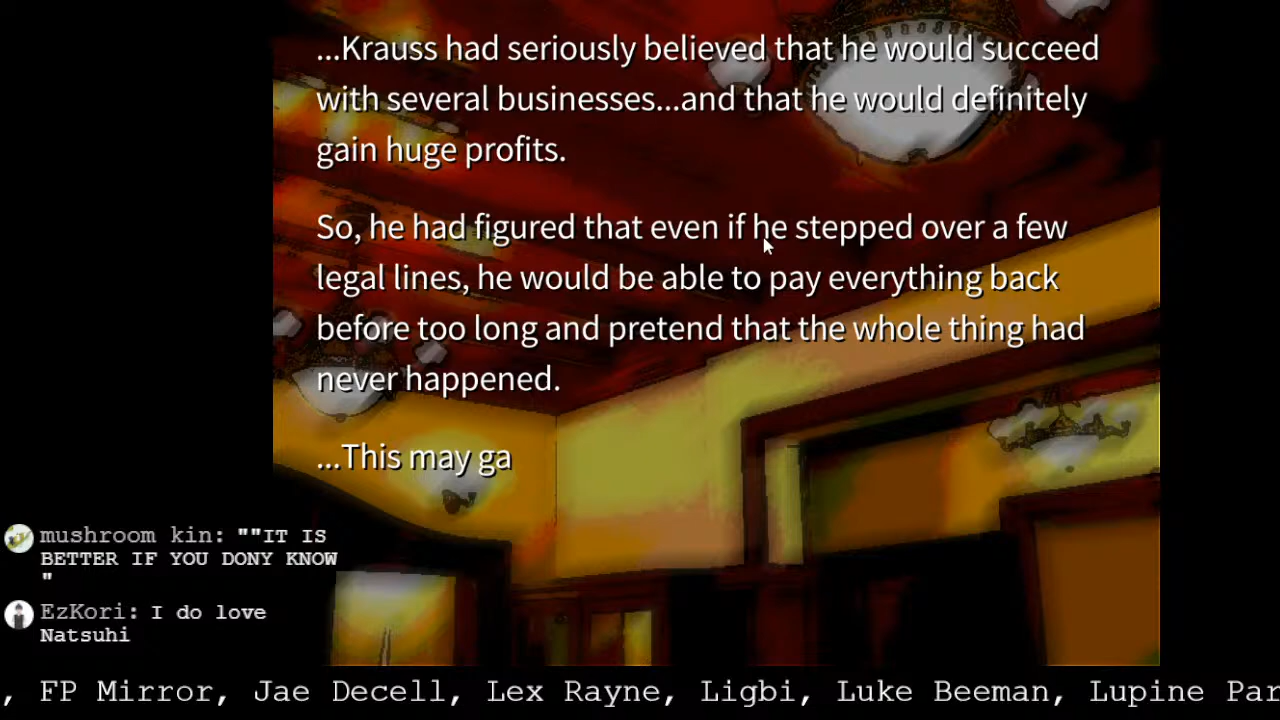 ...Krauss had seriously believed that he would succeed
with several businesses...and that he would definitely
gain huge profits.
So, he had figured that even if he stepped over a few
legal lines, he would be able to pay everything back
before too long and pretend that the whole thing had
never happened.
...This may ga
mushroom kin: ""IT IS
BETTER IF YOU DONY KNOW
"
EzKori: I do love
Natsuhi
, FP Mirror, Jae Decell, Lex Rayne, Ligbi, Luke Beeman, Lupine Par